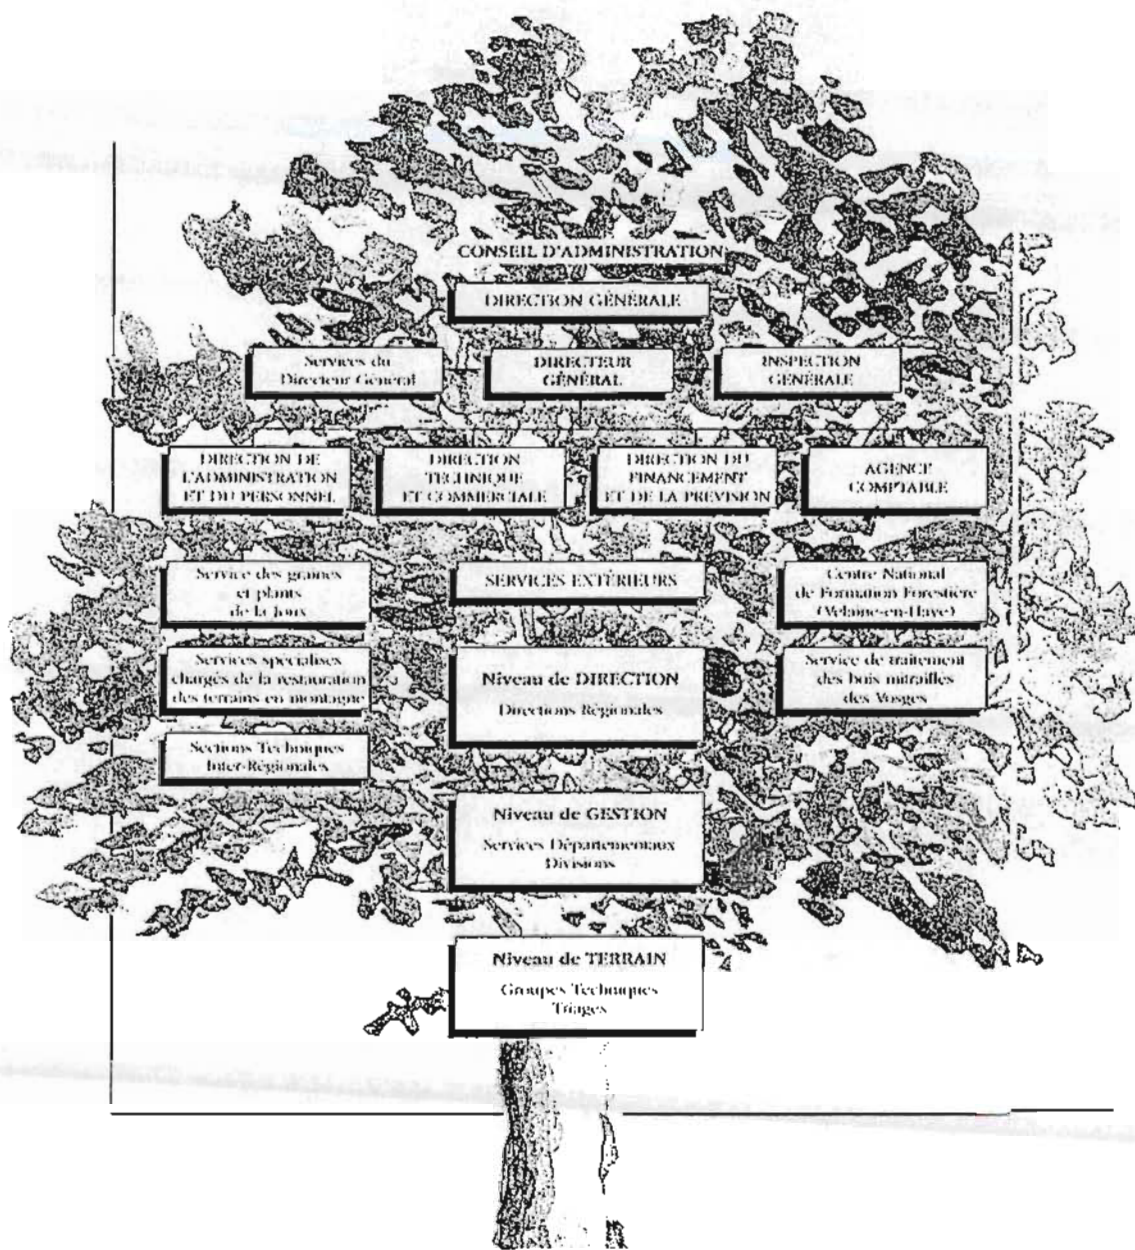 CONSEIL D'ADMINISTRATION
DIRECTION GÉNÉRALE
Services du
Directeur Général
DIRECTEUR
GÉNÉRAL
INSPECTION
GÉNÉRALE
DIRECTION DE
L'ADMINISTRATION
ET DU PERSONNEL
DIRECTION
TECHNIQUE
ET COMMERCIALE
DIRECTION DU
FINANCEMENT
ET DE LA PRÉVISION
AGENCE
COMPTABLE
Service des graines
et plants
de la Joux
SERVICES EXTÉRIEURS
Centre National
de Formation Forestière
(Velaine-en-Haye)
Services spécialisés
chargés de la restauration
des terrains en montagne
Niveau de DIRECTION
Directions Régionales
Service de traitement
des bois mitraillés
des Vosges
Sections Techniques
Inter-Régionales
Niveau de GESTION
Services Départementaux
Divisions
Niveau de TERRAIN
Groupes Techniques
Triages